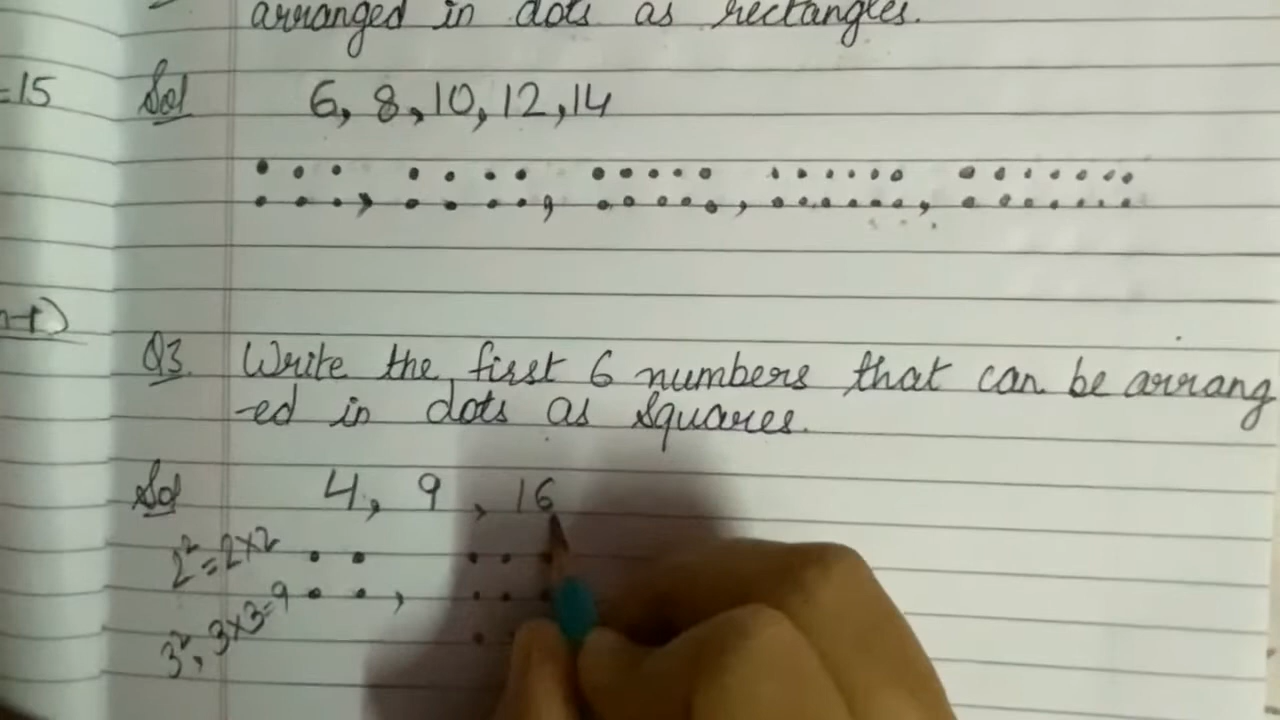 arranged in dots as rectangles.
=15
Sol 6, 8, 10, 12, 14
Q3. Write the first 6 numbers that can be arrang
-ed in dots as squares.
Sol 4, 9, 16
2²=2×2
3², 3×3=9